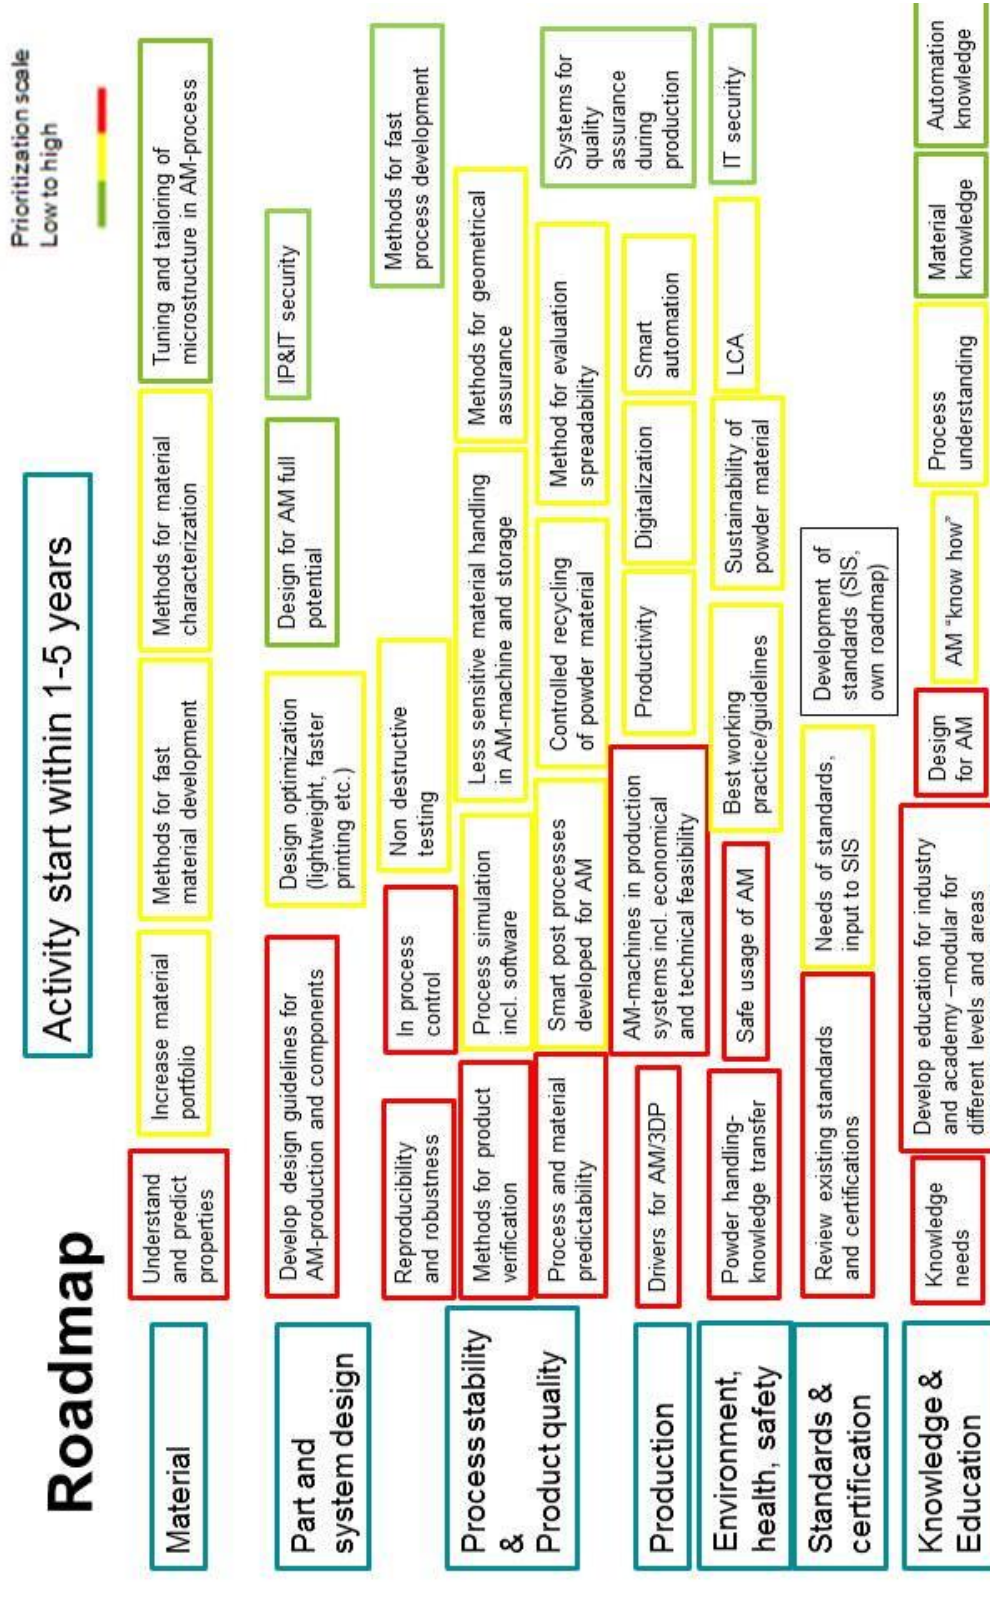 Roadmap
Activity start within 1-5 years
Prioritization scale
Low to high
Material
Understand
and predict
properties
Increase material
portfolio
Methods for fast
material development
Methods for material
characterization
Tuning and tailoring of
microstructure in AM-process
Part and
system design
Develop design guidelines for
AM-production and components
Design optimization
(lightweight, faster
printing etc.)
Design for AM full
potential
IP&IT security
Process stability
&
Product quality
Reproducibility
and robustness
In process
control
Non destructive
testing
Methods for fast
process development
Methods for product
verification
Process simulation
incl. software
Less sensitive material handling
in AM-machine and storage
Methods for geometrical
assurance
Process and material
predictability
Smart post processes
developed for AM
Controlled recycling
of powder material
Method for evaluation
spreadability
Systems for
quality
assurance
during
production
Production
Drivers for AM/3DP
AM-machines in production
systems incl. economical
and technical feasibility
Productivity
Digitalization
Smart
automation
Environment,
health, safety
Powder handling-
knowledge transfer
Safe usage of AM
Best working
practice/guidelines
Sustainability of
powder material
LCA
IT security
Standards &
certification
Review existing standards
and certifications
Needs of standards,
input to SIS
Development of
standards (SIS,
own roadmap)
Knowledge &
Education
Knowledge
needs
Develop education for industry
and academy –modular for
different levels and areas
Design
for AM
AM “know how”
Process
understanding
Material
knowledge
Automation
knowledge